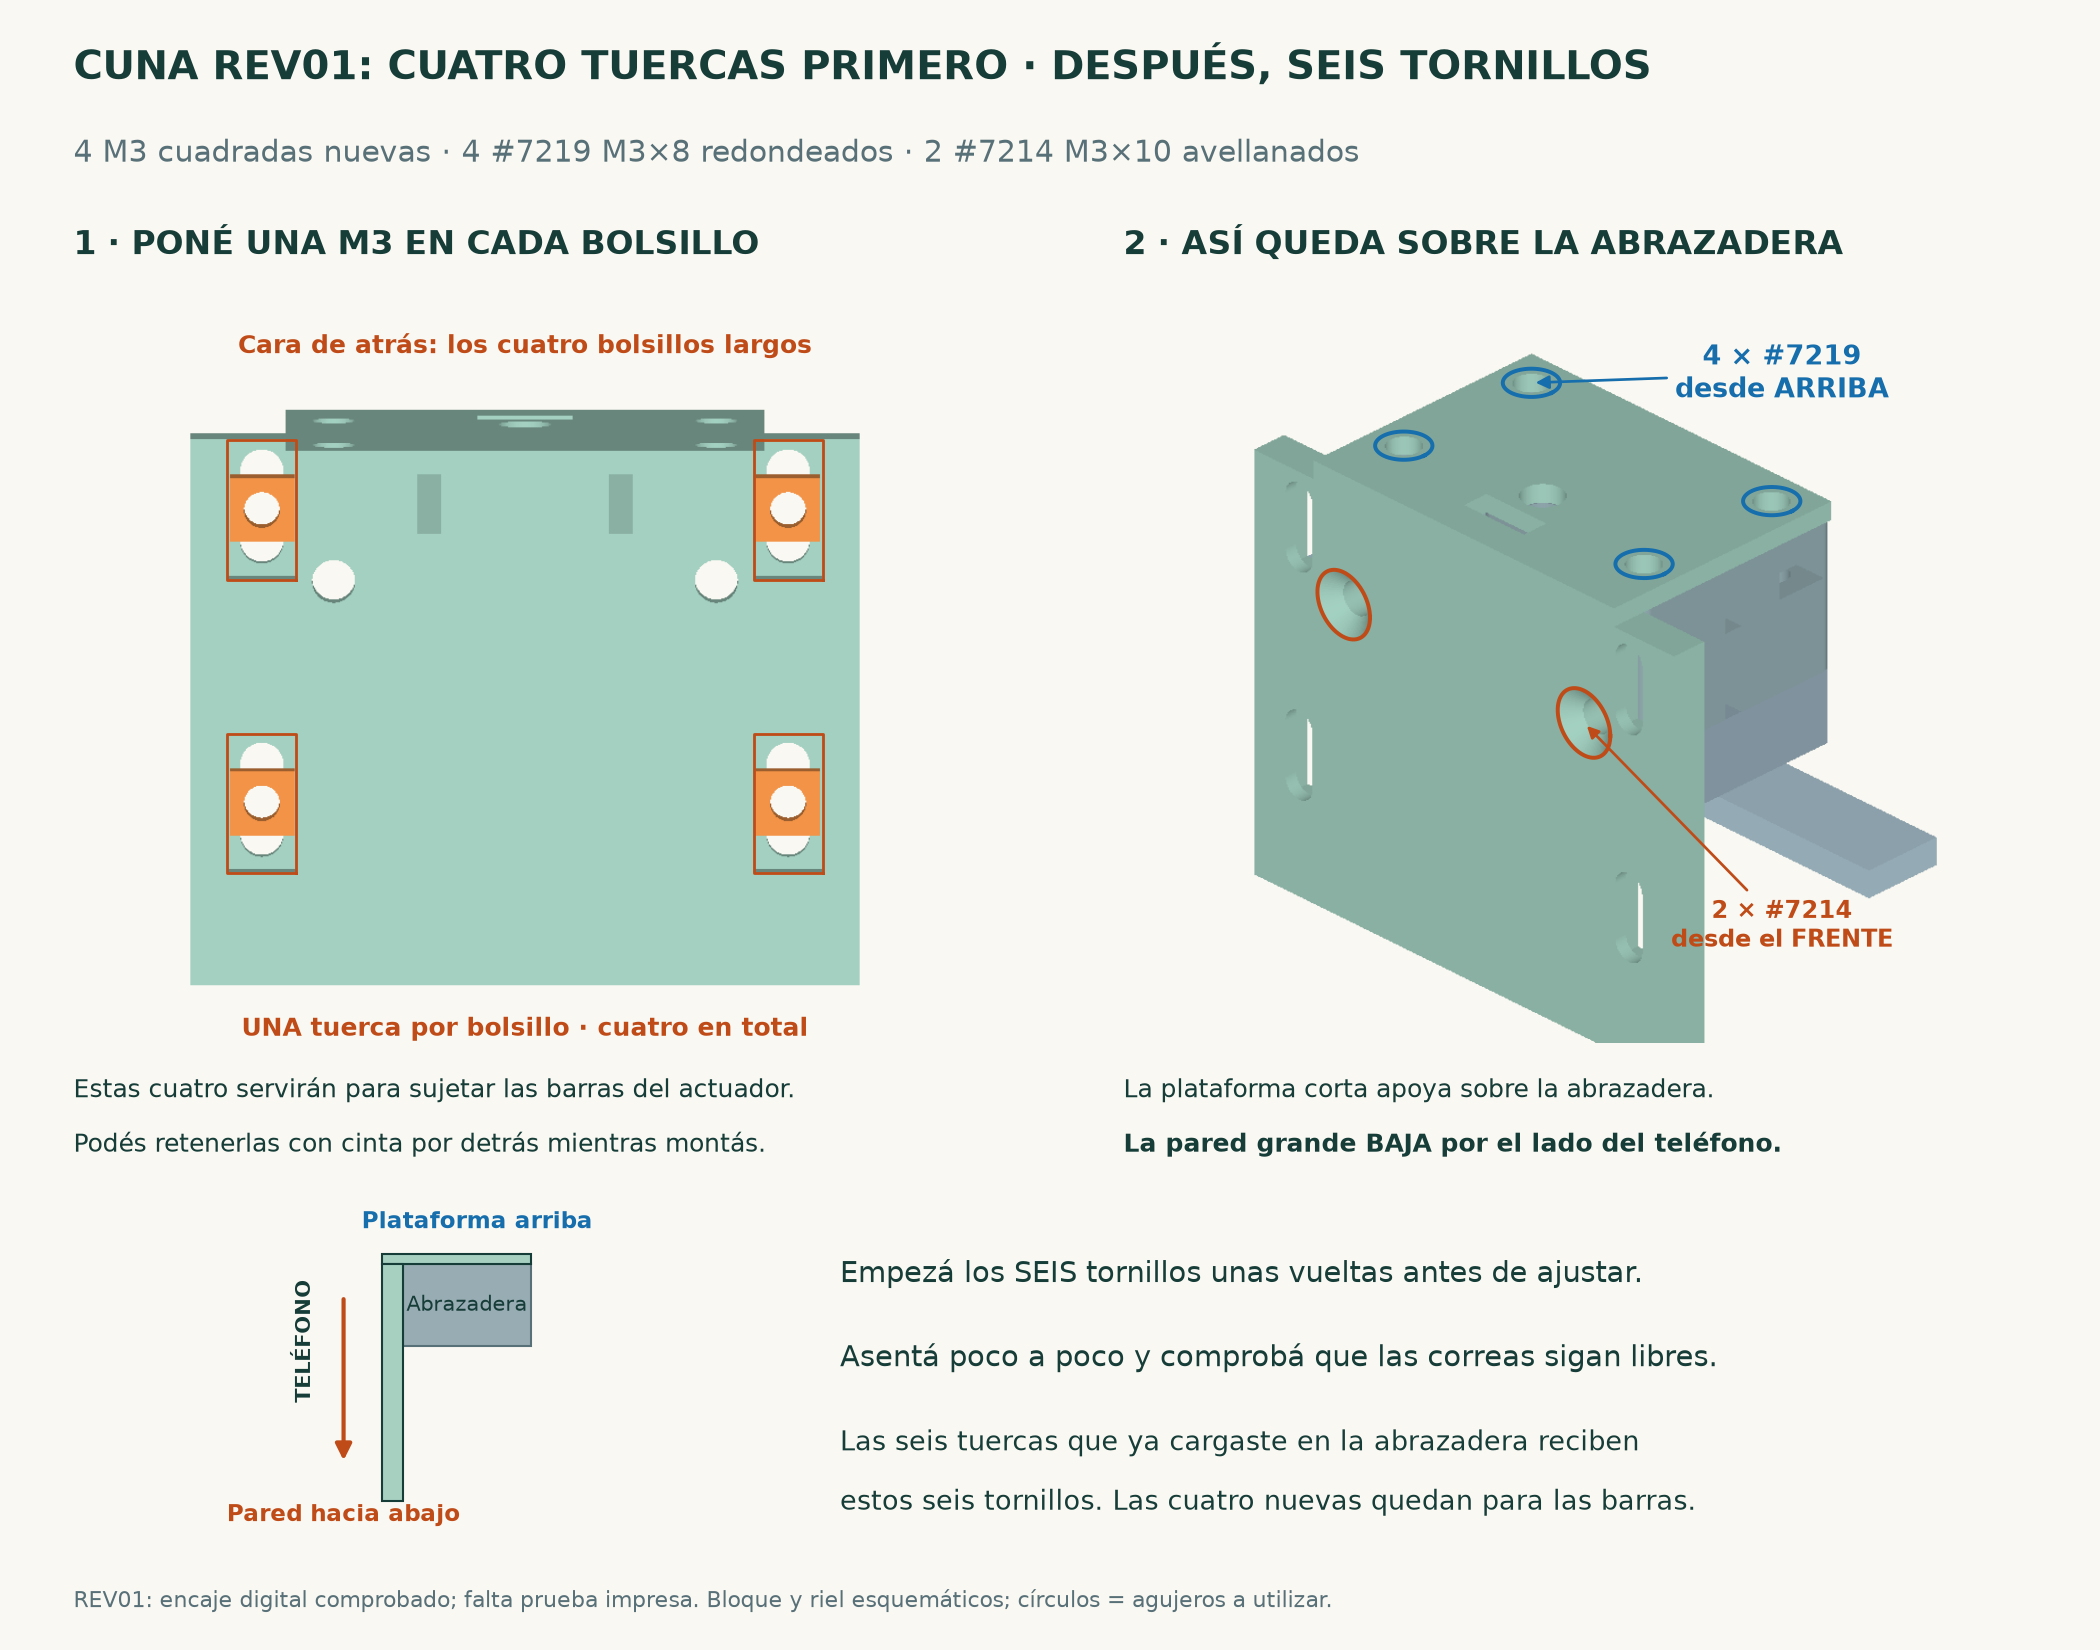 CUNA REV01: CUATRO TUERCAS PRIMERO · DESPUÉS, SEIS TORNILLOS
4 M3 cuadradas nuevas · 4 #7219 M3×8 redondeados · 2 #7214 M3×10 avellanados
1 · PONÉ UNA M3 EN CADA BOLSILLO
Cara de atrás: los cuatro bolsillos largos
UNA tuerca por bolsillo · cuatro en total
Estas cuatro servirán para sujetar las barras del actuador.
Podés retenerlas con cinta por detrás mientras montás.
2 · ASÍ QUEDA SOBRE LA ABRAZADERA
4 × #7219
desde ARRIBA
2 × #7214
desde el FRENTE
La plataforma corta apoya sobre la abrazadera.
La pared grande BAJA por el lado del teléfono.
Plataforma arriba
TELÉFONO
Abrazadera
Pared hacia abajo
Empezá los SEIS tornillos unas vueltas antes de ajustar.
Asentá poco a poco y comprobá que las correas sigan libres.
Las seis tuercas que ya cargaste en la abrazadera reciben
estos seis tornillos. Las cuatro nuevas quedan para las barras.
REV01: encaje digital comprobado; falta prueba impresa. Bloque y riel esquemáticos; círculos = agujeros a utilizar.